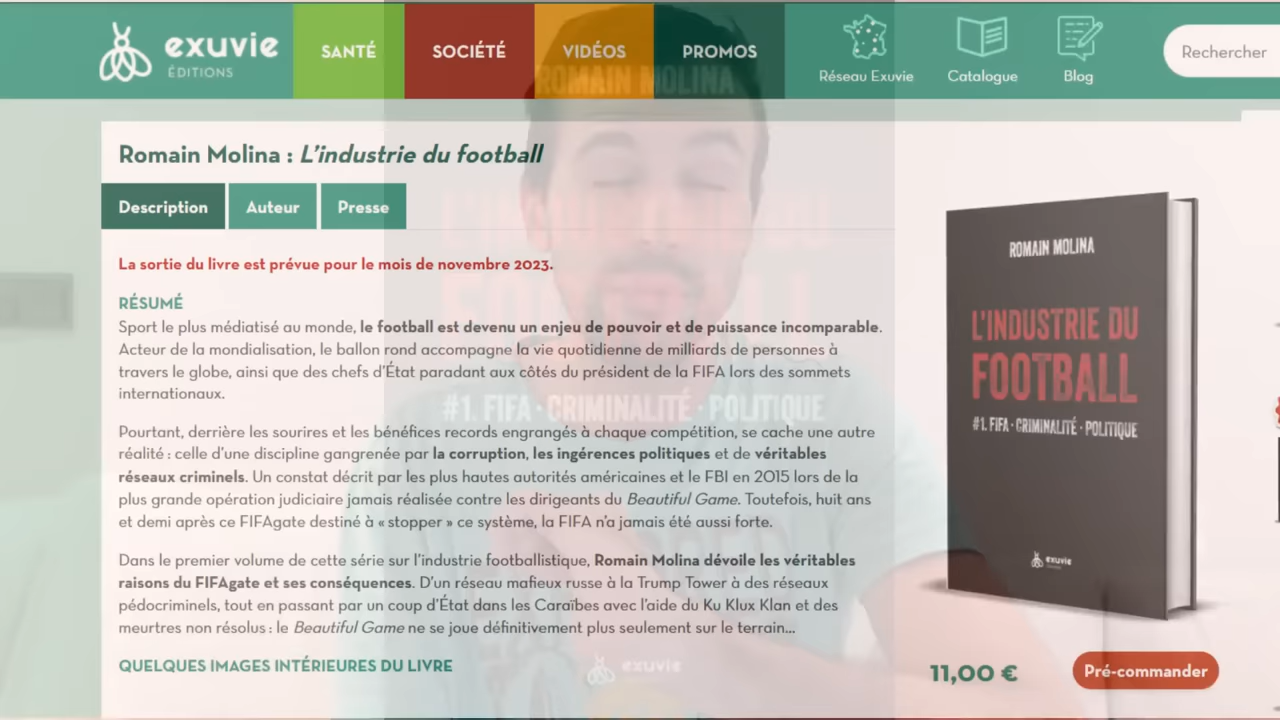 exuvie
ÉDITIONS
SANTÉ
SOCIÉTÉ
VIDÉOS
PROMOS
Réseau Exuvie
Catalogue
Blog
Rechercher
ROMAIN MOLINA
Romain Molina : L'industrie du football
Description
Auteur
Presse
La sortie du livre est prévue pour le mois de novembre 2023.
RÉSUMÉ
Sport le plus médiatisé au monde, le football est devenu un enjeu de pouvoir et de puissance incomparable.
Acteur de la mondialisation, le ballon rond accompagne la vie quotidienne de milliards de personnes à
travers le globe, ainsi que des chefs d'État paradant aux côtés du président de la FIFA lors des sommets
internationaux.
Pourtant, derrière les sourires et les bénéfices records engrangés à chaque compétition, se cache une autre
réalité : celle d'une discipline gangrenée par la corruption, les ingérences politiques et de véritables
réseaux criminels. Un constat décrit par les plus hautes autorités américaines et le FBI en 2015 lors de la
plus grande opération judiciaire jamais réalisée contre les dirigeants du Beautiful Game. Toutefois, huit ans
et demi après ce FIFAgate destiné à « stopper » ce système, la FIFA n'a jamais été aussi forte.
Dans le premier volume de cette série sur l'industrie footballistique, Romain Molina dévoile les véritables
raisons du FIFAgate et ses conséquences. D'un réseau mafieux russe à la Trump Tower à des réseaux
pédocriminels, tout en passant par un coup d'État dans les Caraïbes avec l'aide du Ku Klux Klan et des
meurtres non résolus : le Beautiful Game ne se joue définitivement plus seulement sur le terrain...
QUELQUES IMAGES INTÉRIEURES DU LIVRE
L'INDUSTRIE DU
FOOTBALL
#1. FIFA · CRIMINALITÉ · POLITIQUE
exuvie
ROMAIN MOLINA
L'INDUSTRIE DU
FOOTBALL
#1. FIFA · CRIMINALITÉ · POLITIQUE
exuvie
11,00 €
Pré-commander